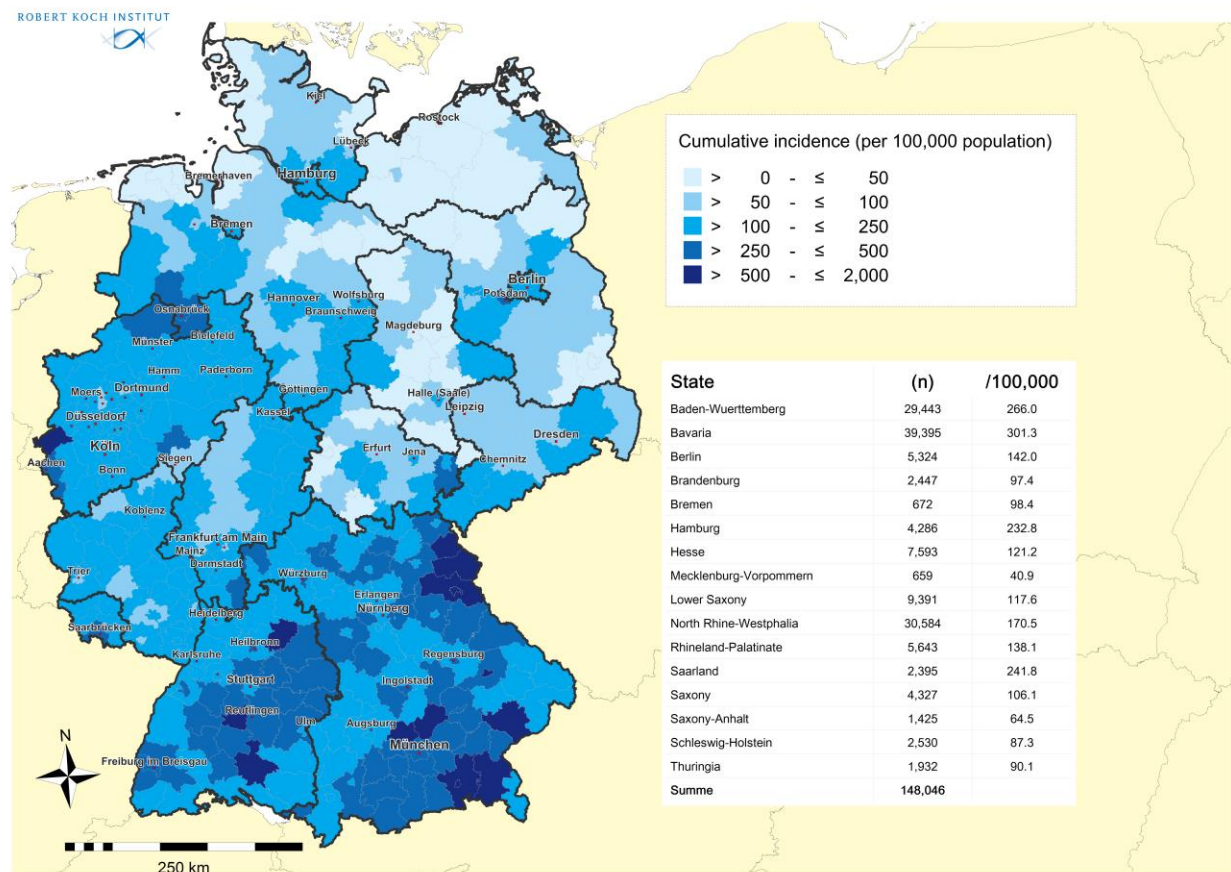 ROBERT KOCH INSTITUT
Kiel
Rostock
Lübeck
Hamburg
Bremerhaven
Bremen
Berlin
Potsdam
Hannover
Wolfsburg
Braunschweig
Magdeburg
Osnabrück
Bielefeld
Münster
Hamm
Paderborn
Göttingen
Halle (Saale)
Leipzig
Moers
Dortmund
Düsseldorf
Kassel
Dresden
Köln
Erfurt
Jena
Chemnitz
Aachen
Bonn
Siegen
Koblenz
Frankfurt am Main
Mainz
Darmstadt
Würzburg
Trier
Erlangen
Nürnberg
Heidelberg
Saarbrücken
Heilbronn
Karlsruhe
Regensburg
Stuttgart
Ingolstadt
Reutlingen
Ulm
Augsburg
München
Freiburg im Breisgau
N
250 km
Cumulative incidence (per 100,000 population)
> 0 - ≤ 50
> 50 - ≤ 100
> 100 - ≤ 250
> 250 - ≤ 500
> 500 - ≤ 2,000
State (n) /100,000
Baden-Wuerttemberg 29,443 266.0
Bavaria 39,395 301.3
Berlin 5,324 142.0
Brandenburg 2,447 97.4
Bremen 672 98.4
Hamburg 4,286 232.8
Hesse 7,593 121.2
Mecklenburg-Vorpommern 659 40.9
Lower Saxony 9,391 117.6
North Rhine-Westphalia 30,584 170.5
Rhineland-Palatinate 5,643 138.1
Saarland 2,395 241.8
Saxony 4,327 106.1
Saxony-Anhalt 1,425 64.5
Schleswig-Holstein 2,530 87.3
Thuringia 1,932 90.1
Summe 148,046